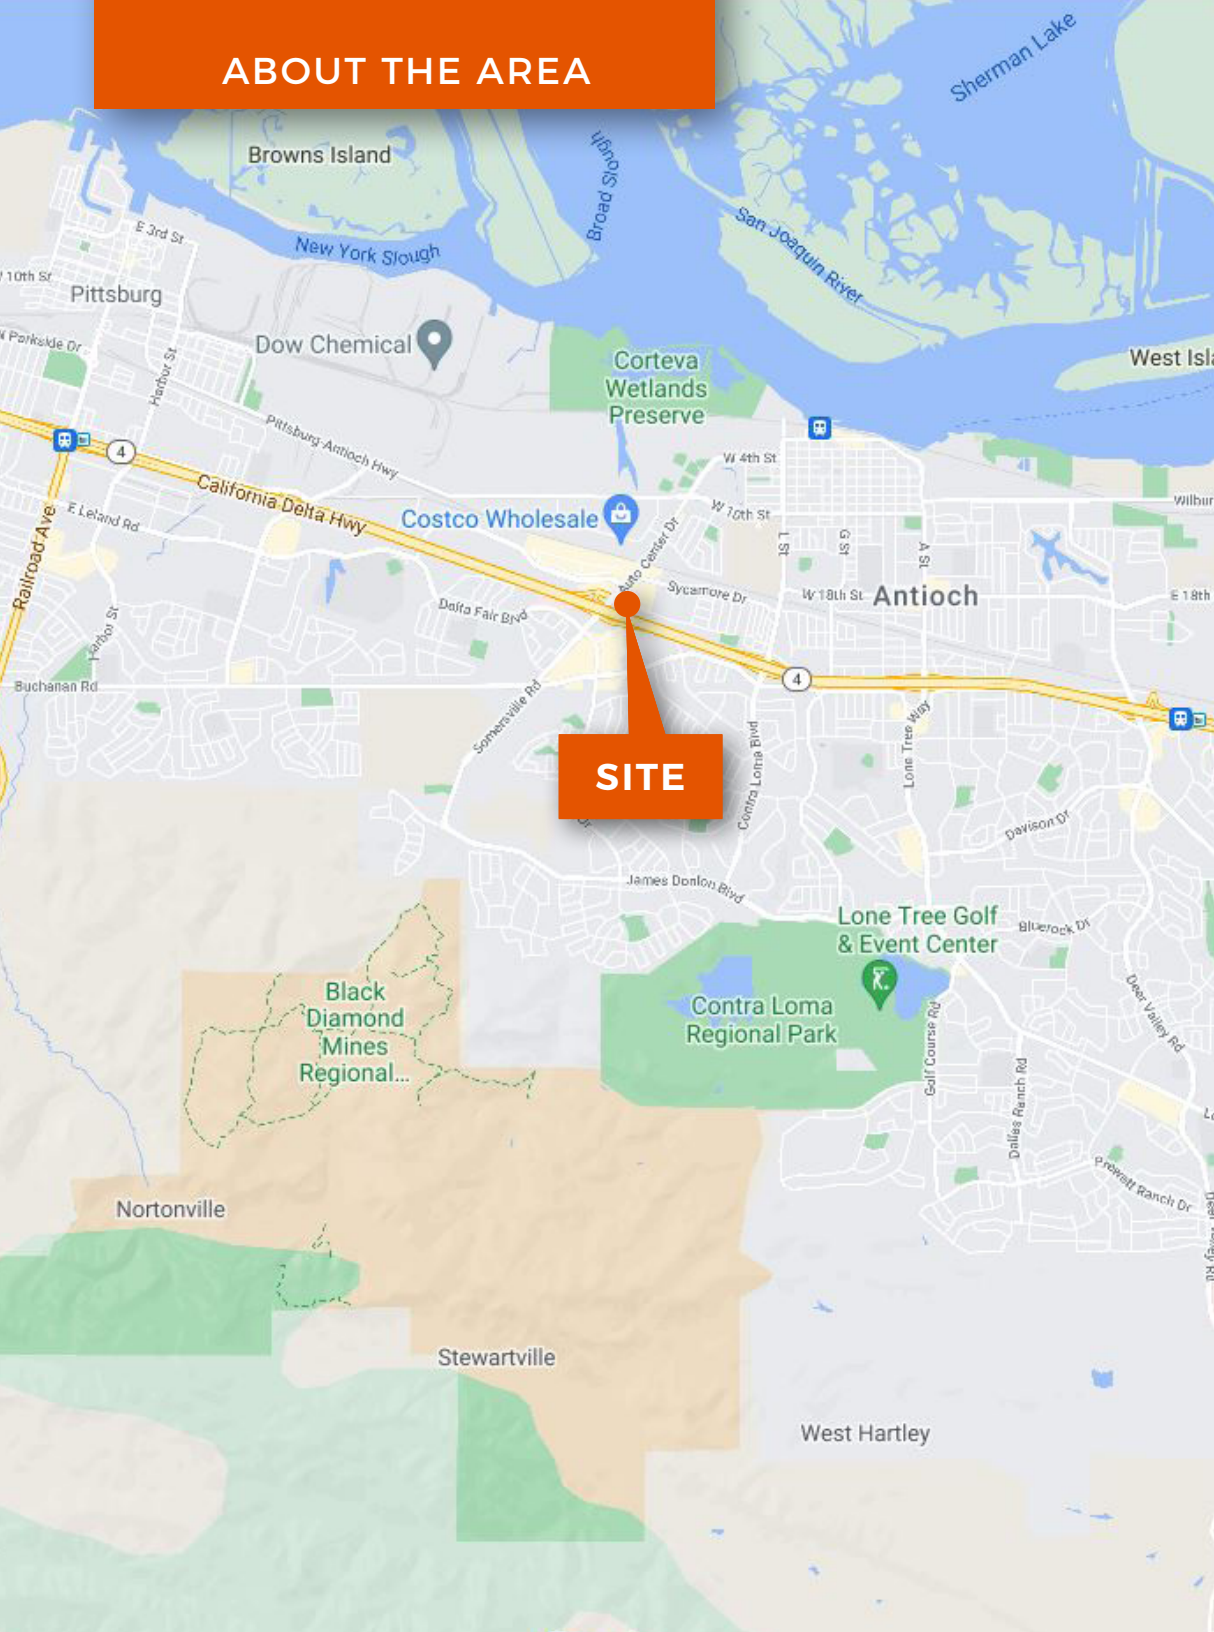 ABOUT THE AREA
Sherman Lake
Browns Island
Broad Slough
San Joaquin River
New York Slough
E 3rd St
10th St
Pittsburg
Dow Chemical
Parkside Dr
Harbor St
West Isla
Corteva
Wetlands
Preserve
Pittsburg-Antioch Hwy
4
W 4th St
California Delta Hwy
W 10th St
Wilbur
E Leland Rd
Costco Wholesale
Railroad Ave
L St
G St
A St
Auto Center Dr
Sycamore Dr
W 18th St
Antioch
E 18th
Delta Fair Blvd
Harbor St
Buchanan Rd
4
Somersville Rd
Lone Tree Way
Contra Loma Blvd
SITE
Dr
Davison Dr
James Donlon Blvd
Lone Tree Golf
& Event Center
Bluerock Dr
Black
Diamond
Mines
Regional...
Contra Loma
Regional Park
Deer Valley Rd
Golf Course Rd
Dallas Ranch Rd
Prewett Ranch Dr
Nortonville
Stewartville
West Hartley